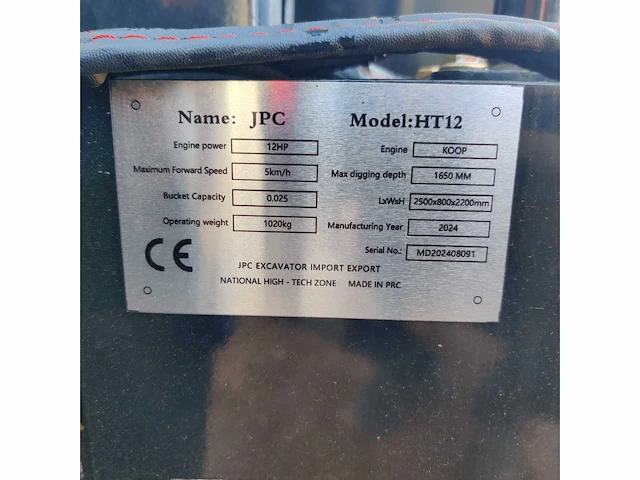 Name: JPC Model:HT12
Engine power 12HP Engine KOOP
Maximum Forward Speed 5km/h Max digging depth 1650 MM
Bucket Capacity 0.025 LxWxH 2500x800x2200mm
Operating weight 1020kg Manufacturing Year 2024
Serial No.: MD202408091
CE
JPC EXCAVATOR IMPORT EXPORT
NATIONAL HIGH - TECH ZONE MADE IN PRC